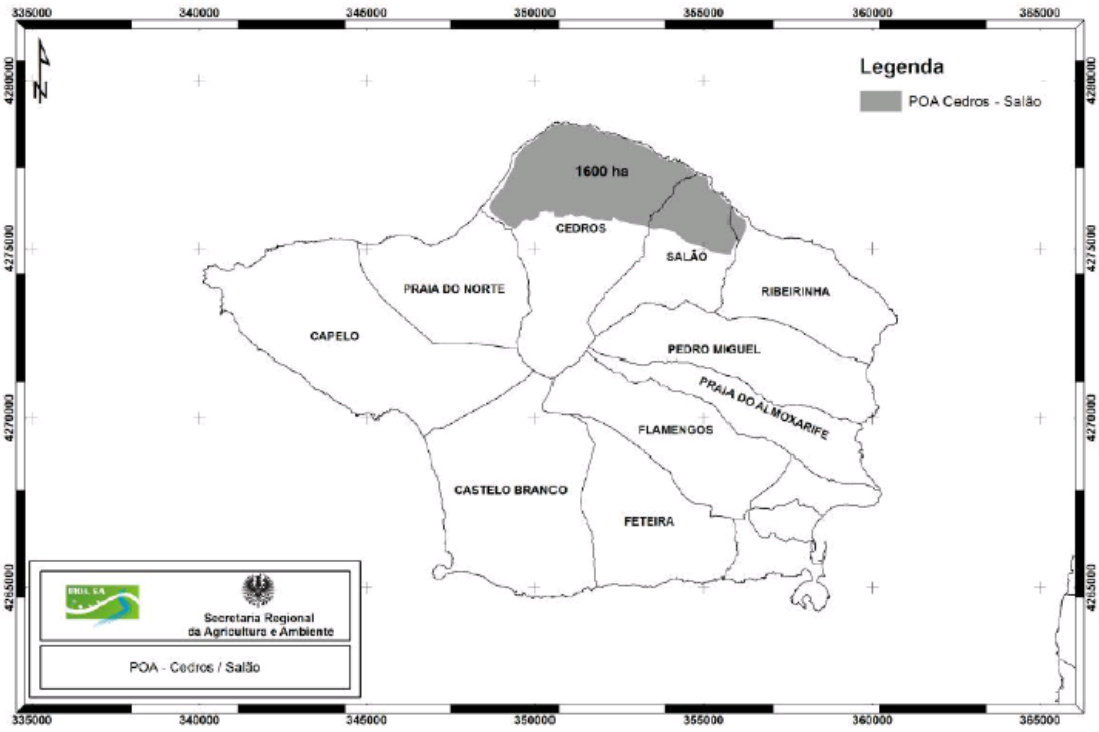 335000 340000 345000 350000 355000 360000 365000
4280000 4280000
N
Legenda
POA Cedros - Salão
1600 ha
CEDROS
4275000 4275000
SALÃO
PRAIA DO NORTE
RIBEIRINHA
CAPELO
PEDRO MIGUEL
PRAIA DO ALMOXARIFE
4270000 4270000
FLAMENGOS
CASTELO BRANCO
FETEIRA
4265000 4265000
Secretaria Regional
da Agricultura e Ambiente
POA - Cedros / Salão
335000 340000 345000 350000 355000 360000 365000